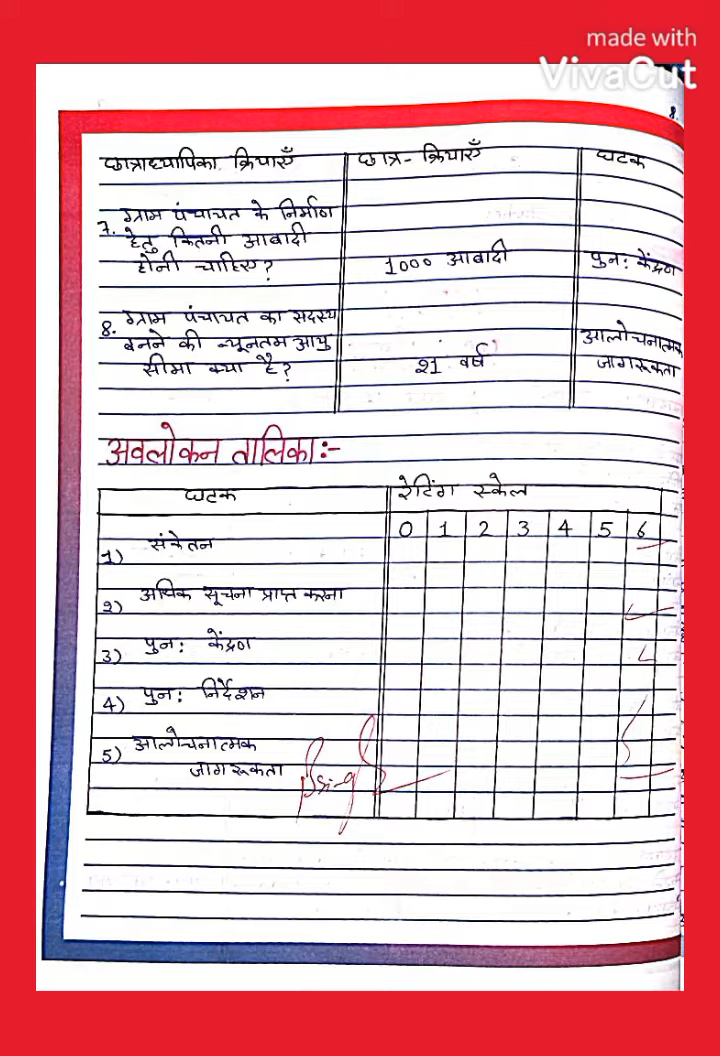 made with
VivaCut
8.
छात्राध्यापिका क्रियाएँ छात्र- क्रियाएँ घटक
7. ग्राम पंचायत के निर्माण
हेतु कितनी आबादी
होनी चाहिए? 1000 आबादी पुन: केंद्रण
8. ग्राम पंचायत का सदस्य
बनने की न्यूनतम आयु आलोचनात्मक
सीमा क्या है? 21 वर्ष जागरूकता
अवलोकन तालिका:-
घटक रेटिंग स्केल
0 1 2 3 4 5 6
1) संकेतन
2) अधिक सूचना प्राप्त करना
3) पुन: केंद्रण
4) पुन: निर्देशन
5) आलोचनात्मक
जागरूकता